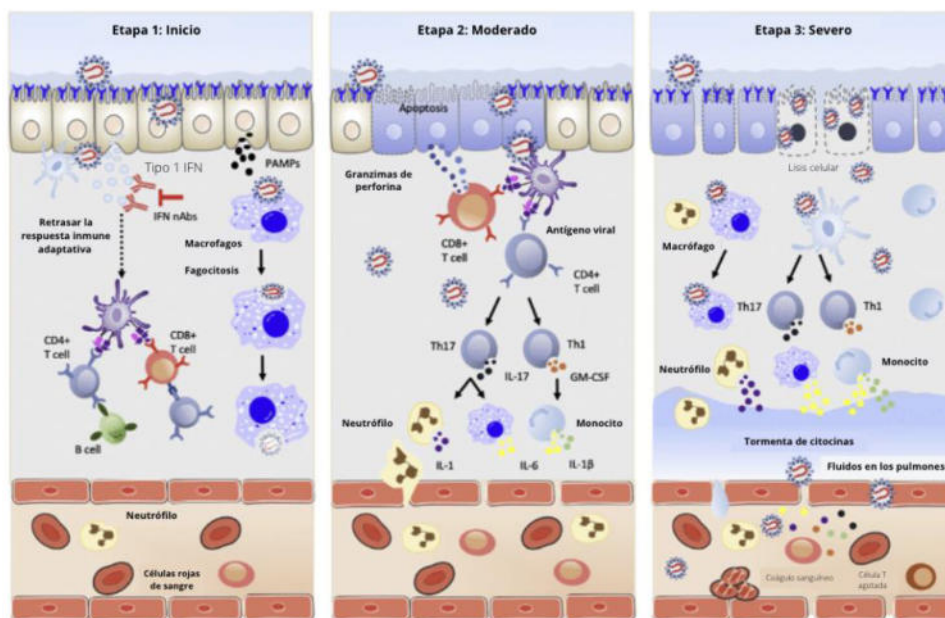 Etapa 1: Inicio
Tipo 1 IFN
PAMPs
IFN nAbs
Retrasar la
respuesta inmune
adaptativa
Macrofagos
Fagocitosis
CD4+
T cell
CD8+
T cell
B cell
Neutrófilo
Células rojas
de sangre
Etapa 2: Moderado
Apoptosis
Granzimas de
perforina
CD8+
T cell
Antígeno viral
CD4+
T cell
Th17
Th1
IL-17
GM-CSF
Neutrófilo
Monocito
IL-1
IL-6
IL-1β
Etapa 3: Severo
Lisis celular
Macrófago
Th17
Th1
Neutrófilo
Monocito
Tormenta de citocinas
Fluidos en los pulmones
Coágulo sanguíneo
Célula T
agotada